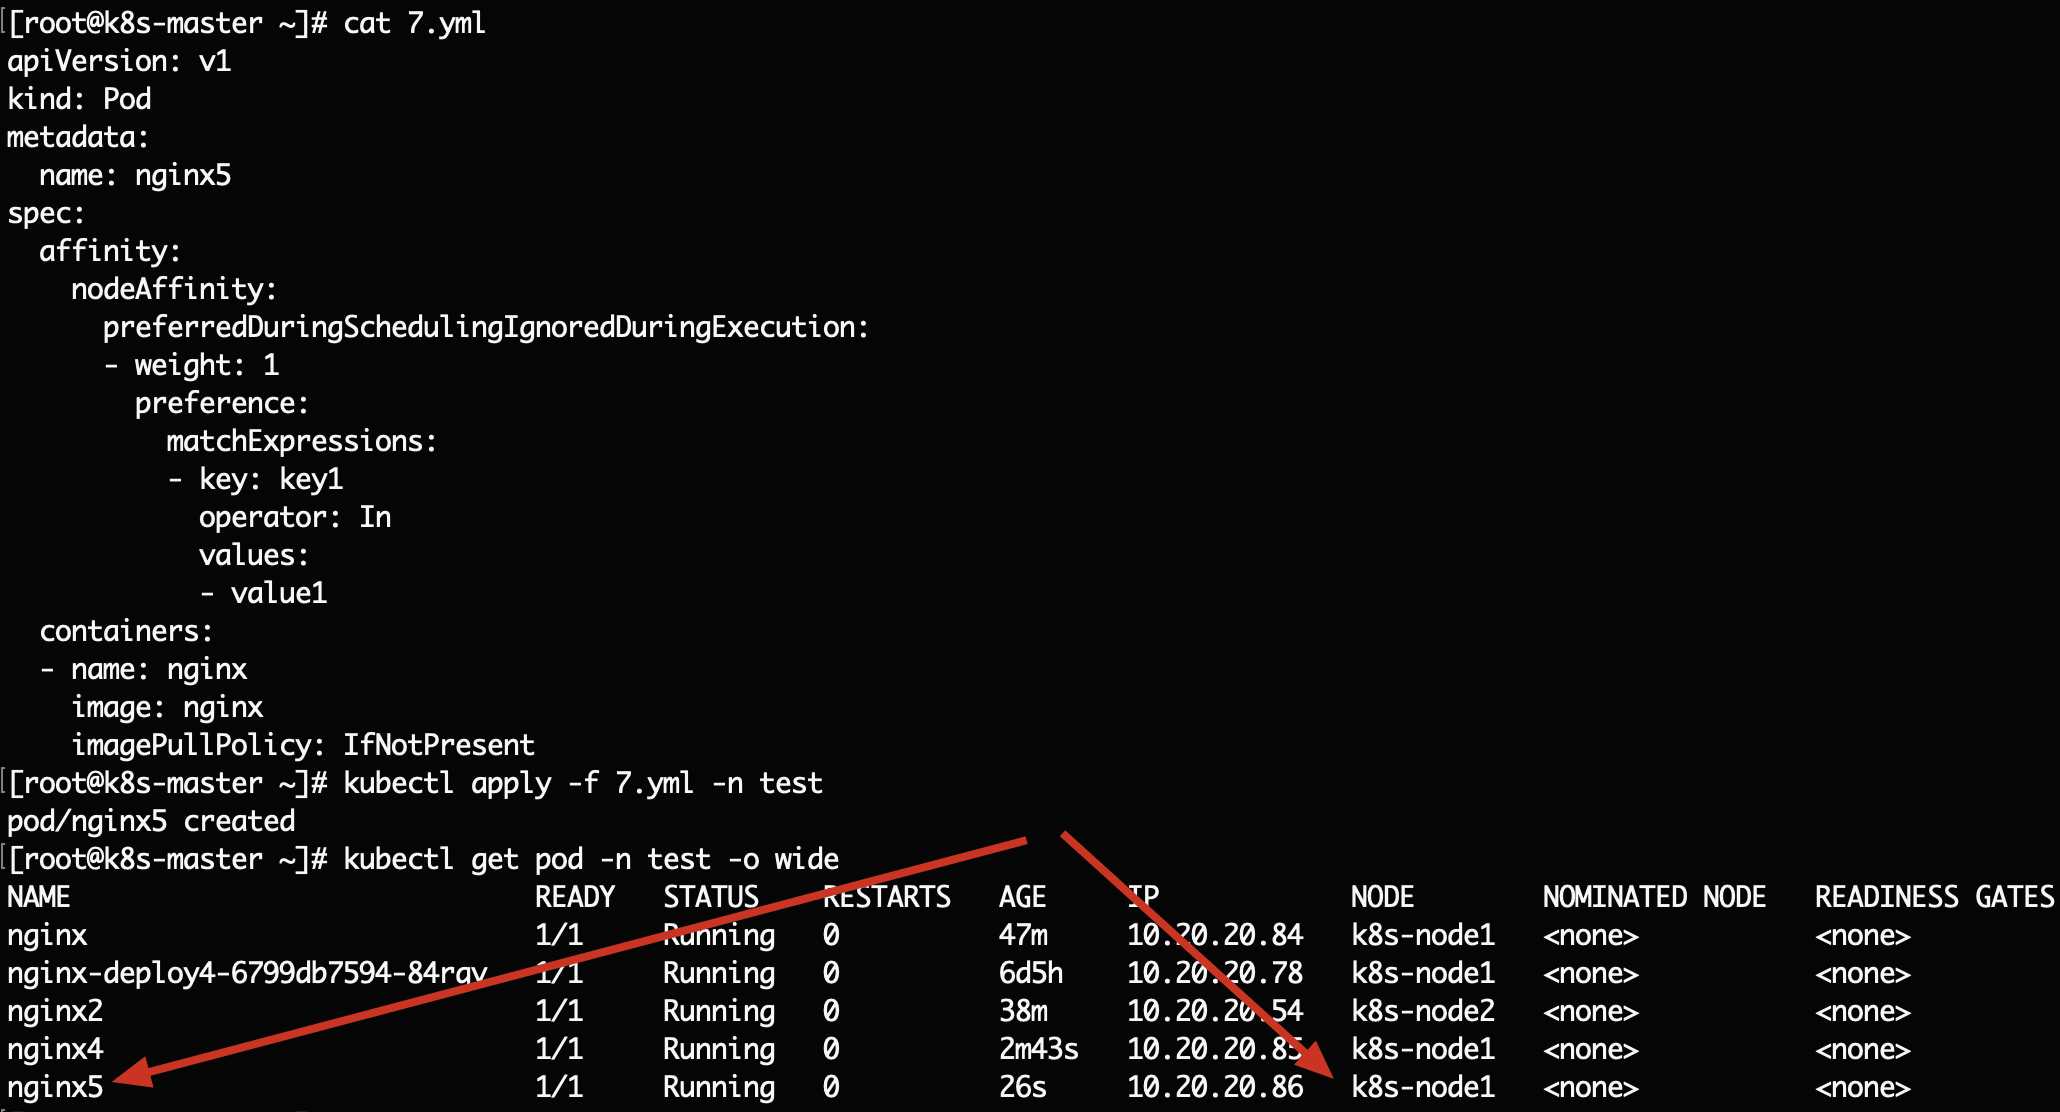 [root@k8s-master ~]# cat 7.yml
apiVersion: v1
kind: Pod
metadata:
  name: nginx5
spec:
  affinity:
    nodeAffinity:
      preferredDuringSchedulingIgnoredDuringExecution:
      - weight: 1
        preference:
          matchExpressions:
          - key: key1
            operator: In
            values:
            - value1
  containers:
  - name: nginx
    image: nginx
    imagePullPolicy: IfNotPresent
[root@k8s-master ~]# kubectl apply -f 7.yml -n test
pod/nginx5 created
[root@k8s-master ~]# kubectl get pod -n test -o wide
NAME                             READY   STATUS    RESTARTS   AGE     IP            NODE        NOMINATED NODE   READINESS GATES
nginx                            1/1     Running   0          47m     10.20.20.84   k8s-node1   <none>           <none>
1/1     Running   0          6d5h    10.20.20.78   k8s-node1   <none>           <none>
nginx2                           1/1     Running   0          38m     10.20.20.54   k8s-node2   <none>           <none>
nginx4                           1/1     Running   0          2m43s   10.20.20.85   k8s-node1   <none>           <none>
nginx5                           1/1     Running   0          26s     10.20.20.86   k8s-node1   <none>           <none>